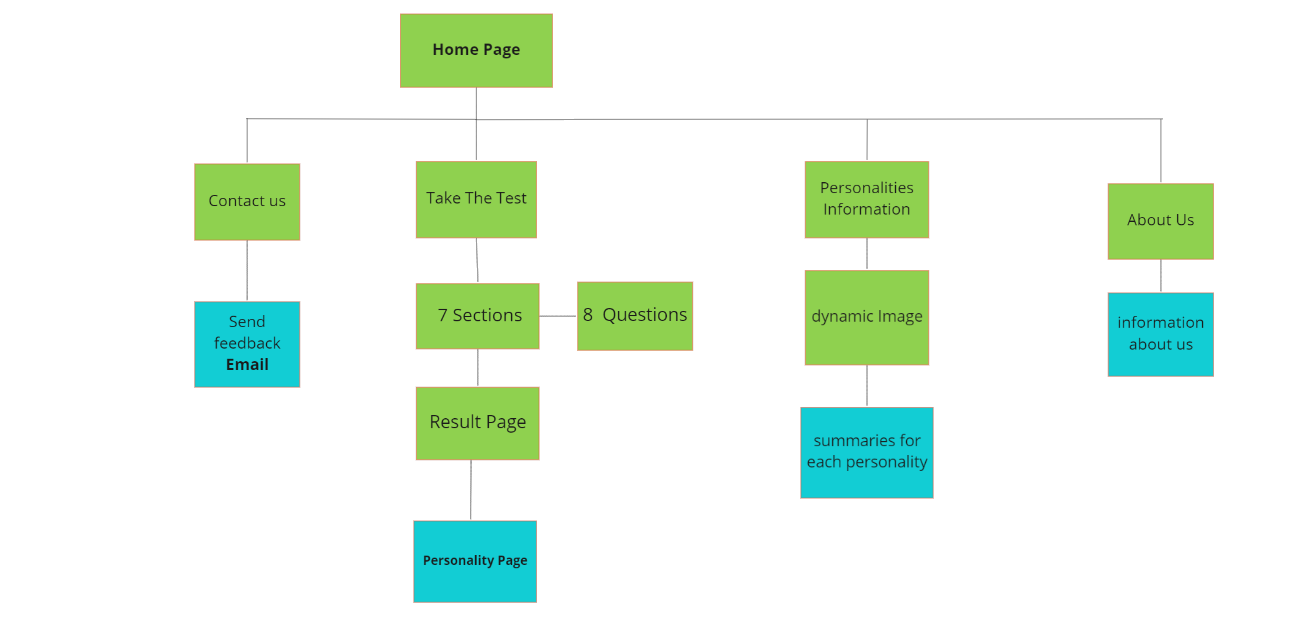 Home Page
Contact us
Take The Test
Personalities
Information
About Us
Send
feedback
Email
7 Sections
8  Questions
dynamic Image
information
about us
Result Page
summaries for
each personality
Personality Page